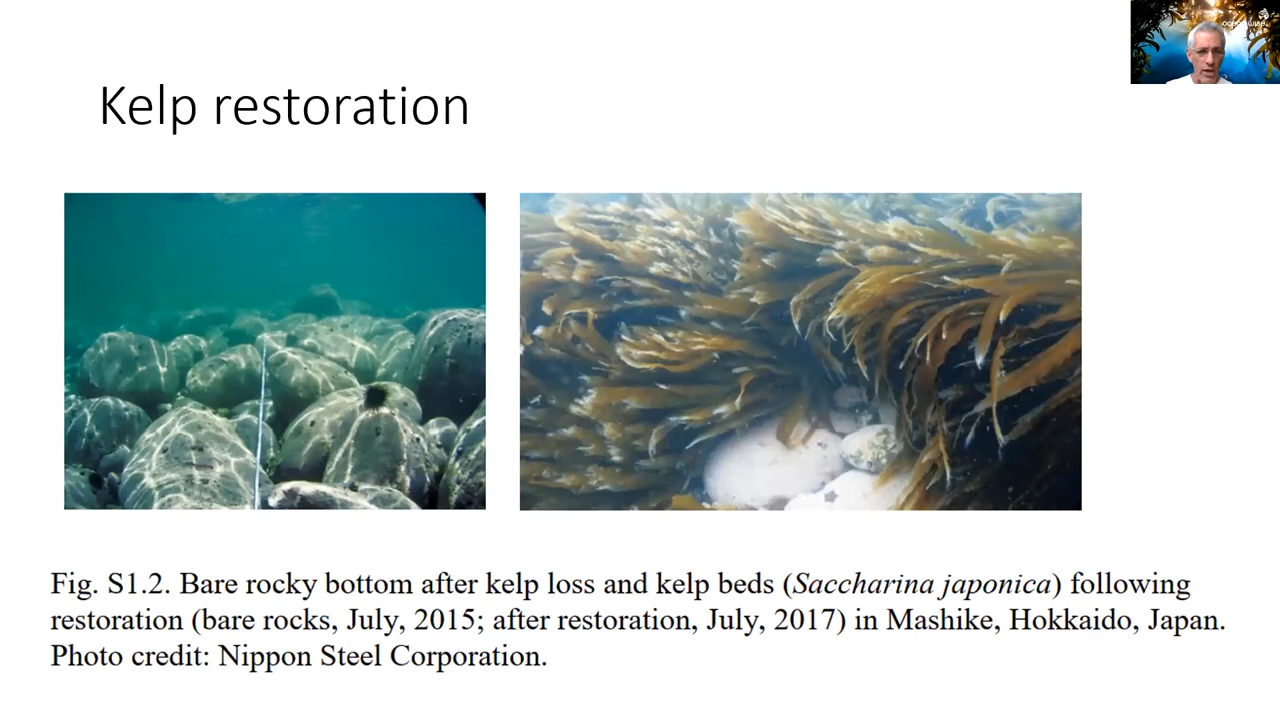 Kelp restoration
Fig. S1.2. Bare rocky bottom after kelp loss and kelp beds (Saccharina japonica) following
restoration (bare rocks, July, 2015; after restoration, July, 2017) in Mashike, Hokkaido, Japan.
Photo credit: Nippon Steel Corporation.